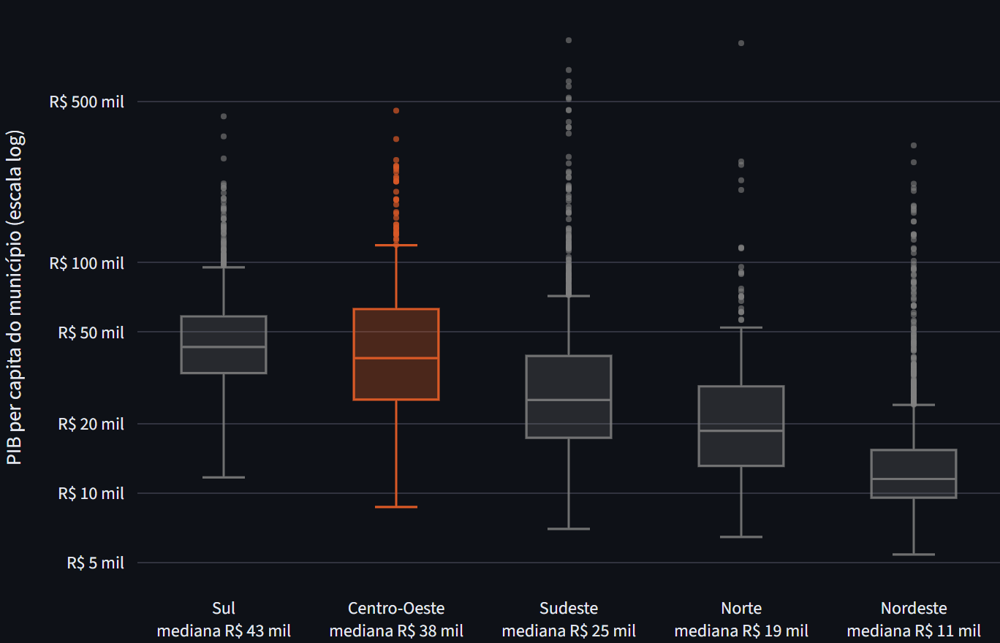 PIB per capita do município (escala log)
R$ 500 mil
R$ 100 mil
R$ 50 mil
R$ 20 mil
R$ 10 mil
R$ 5 mil
Sul
mediana R$ 43 mil
Centro-Oeste
mediana R$ 38 mil
Sudeste
mediana R$ 25 mil
Norte
mediana R$ 19 mil
Nordeste
mediana R$ 11 mil